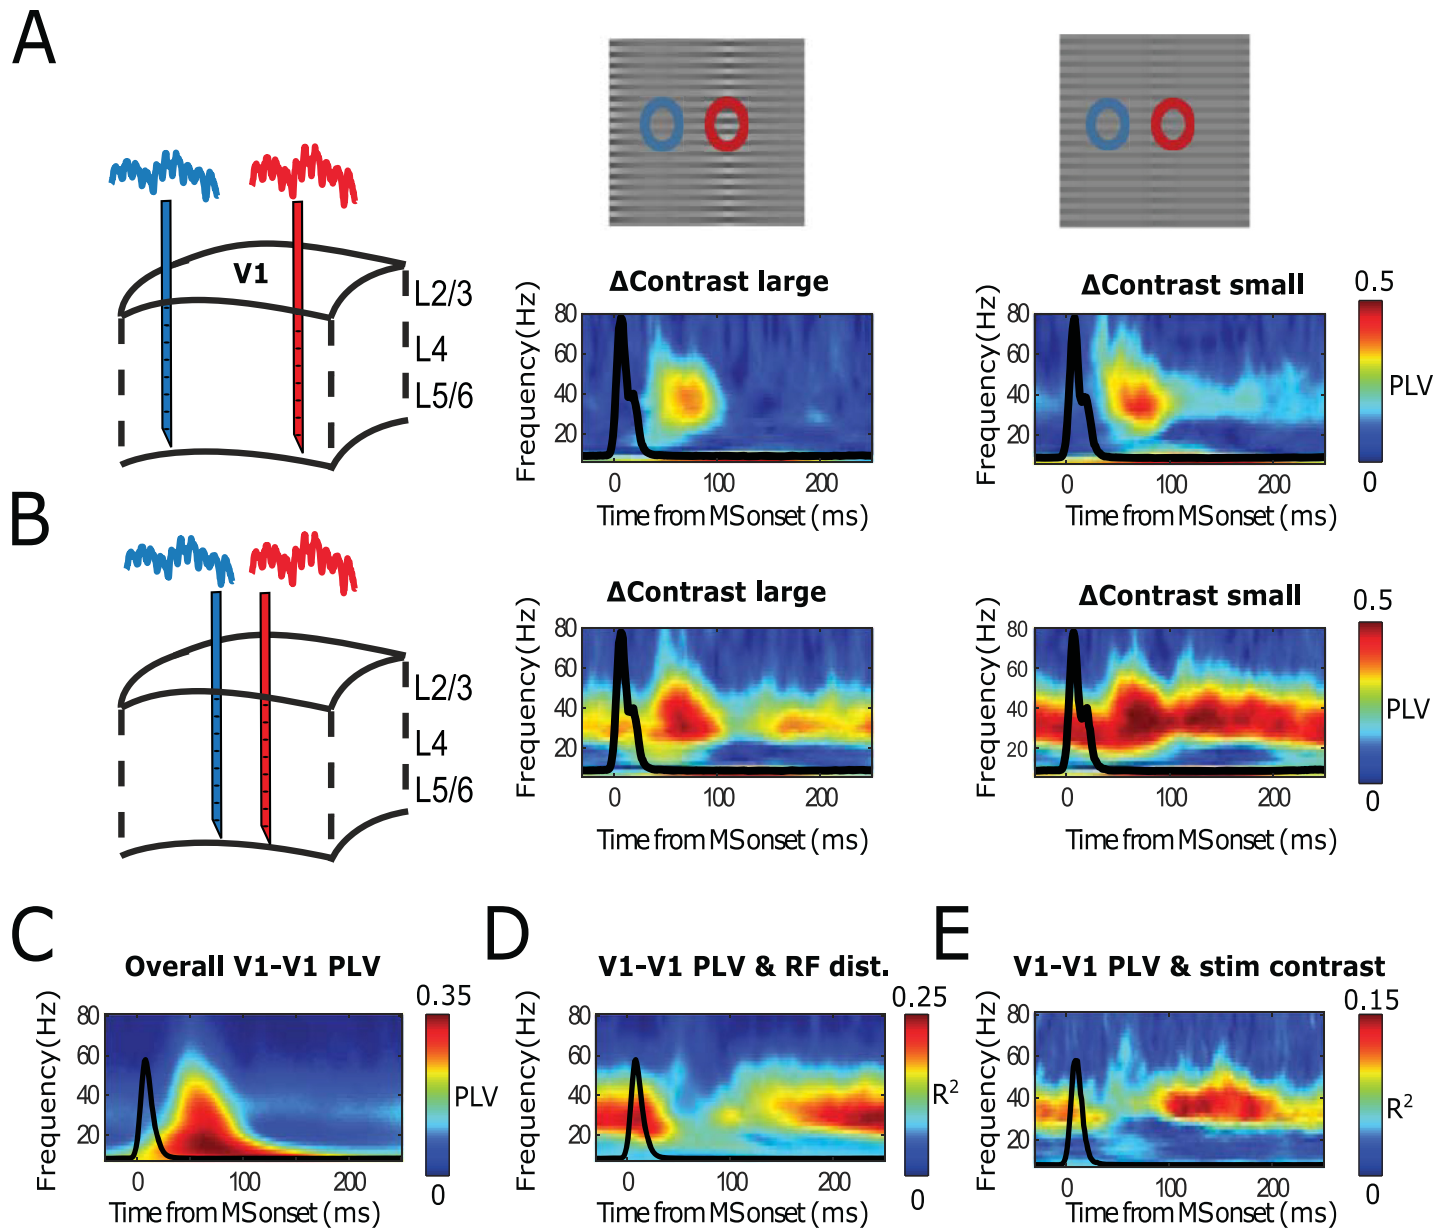 A
V1
L2/3
L4
L5/6
ΔContrast large
ΔContrast small
Frequency(Hz)
80
60
40
20
0
100
200
Time from MS onset (ms)
Frequency(Hz)
80
60
40
20
0
100
200
Time from MS onset (ms)
0.5
PLV
0
B
L2/3
L4
L5/6
ΔContrast large
ΔContrast small
Frequency(Hz)
80
60
40
20
0
100
200
Time from MS onset (ms)
Frequency(Hz)
80
60
40
20
0
100
200
Time from MS onset (ms)
0.5
PLV
0
C
Overall V1-V1 PLV
Frequency(Hz)
80
60
40
20
0
100
200
Time from MS onset (ms)
0.35
PLV
0
D
V1-V1 PLV & RF dist.
Frequency(Hz)
80
60
40
20
0
100
200
Time from MS onset (ms)
0.25
R²
0
E
V1-V1 PLV & stim contrast
Frequency(Hz)
80
60
40
20
0
100
200
Time from MS onset (ms)
0.15
R²
0